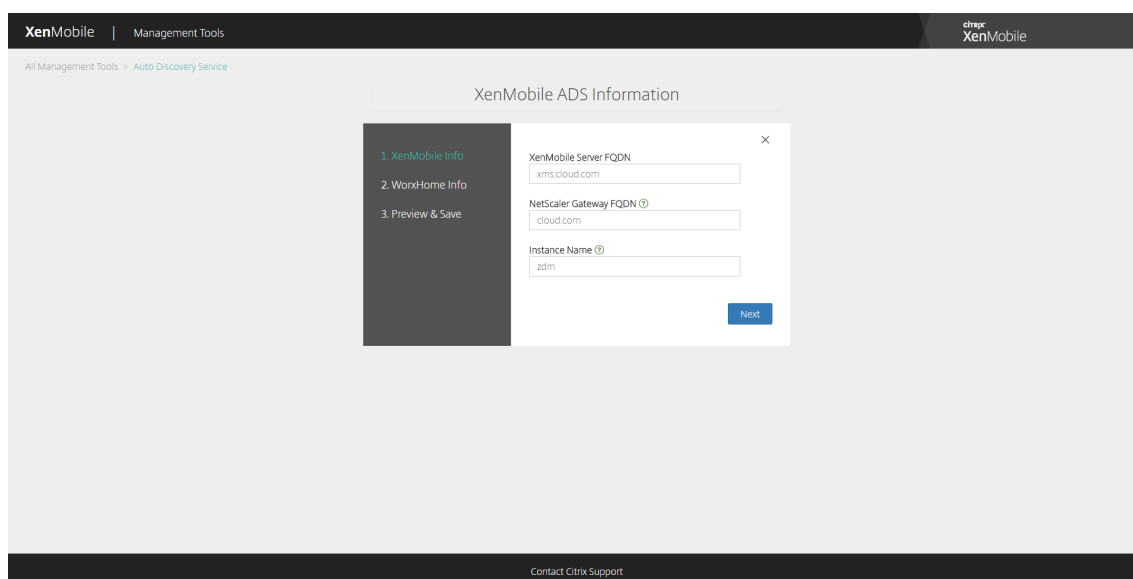 XenMobile | Management Tools
citrix
XenMobile
All Management Tools > Auto Discovery Service
XenMobile ADS Information
1. XenMobile Info
2. WorxHome Info
3. Preview & Save
XenMobile Server FQDN
xms.cloud.com
NetScaler Gateway FQDN ?
cloud.com
Instance Name ?
zdm
Next
Contact Citrix Support